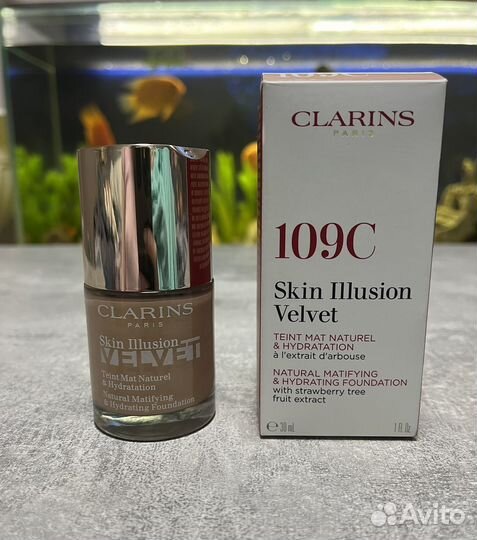 CLARINS
PARIS
Skin Illusion
VELVET
Teint Mat Naturel
& Hydratation
Natural Matifying
& Hydrating Foundation
109C
CLARINS
PARIS
109C
Skin Illusion
Velvet
TEINT MAT NATUREL
& HYDRATATION
à l'extrait d'arbouse
NATURAL MATIFYING
& HYDRATING FOUNDATION
with strawberry tree
fruit extract
℮ 30 mL
1 Fl. Oz
Avito